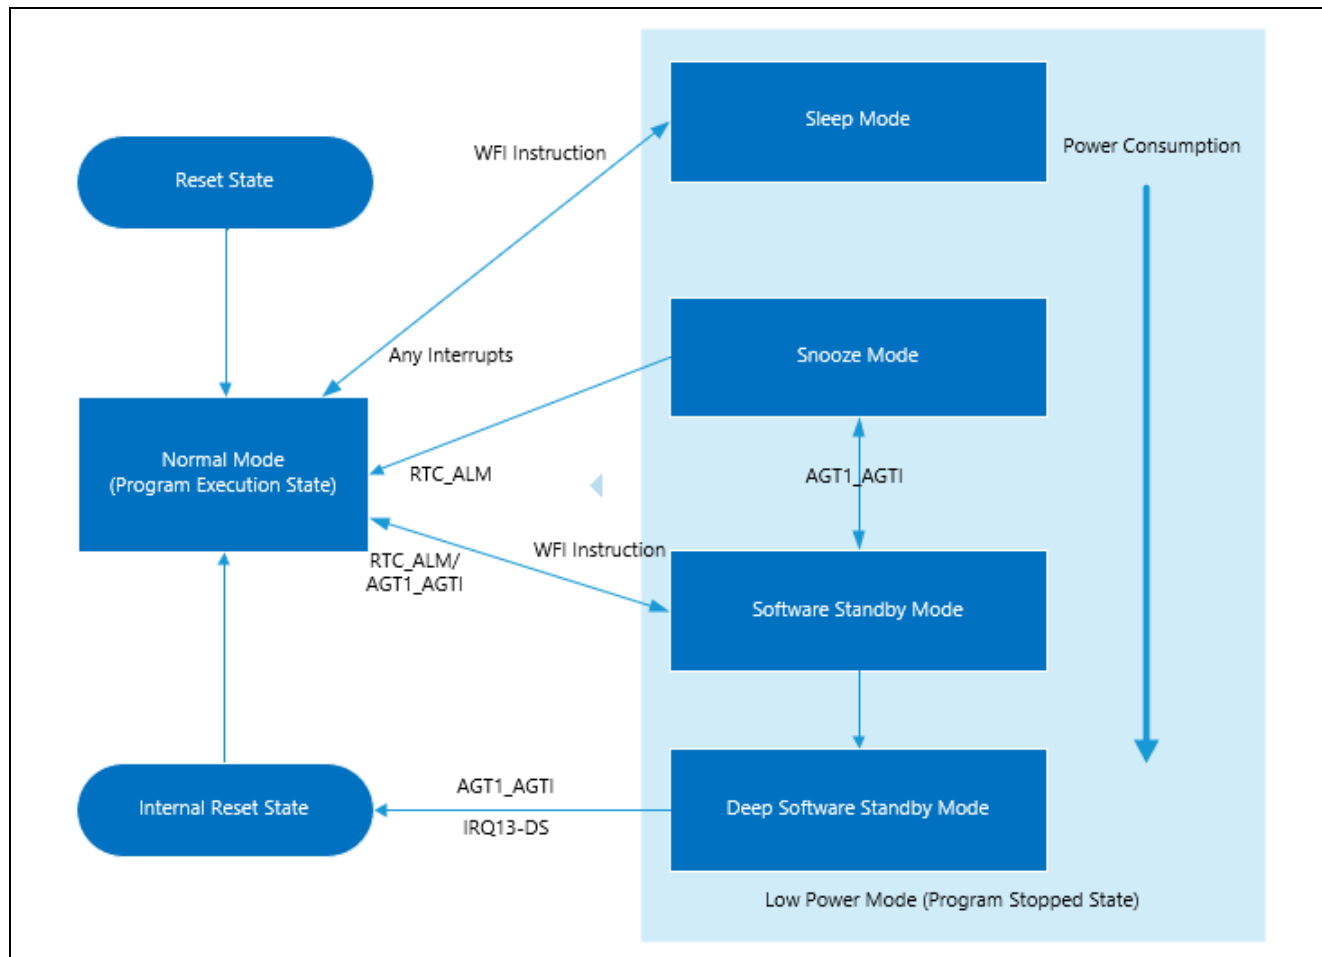 Sleep Mode
Power Consumption
WFI Instruction
Reset State
Any Interrupts
Snooze Mode
Normal Mode
(Program Execution State)
RTC_ALM
AGT1_AGTI
WFI Instruction
RTC_ALM/
AGT1_AGTI
Software Standby Mode
AGT1_AGTI
IRQ13-DS
Internal Reset State
Deep Software Standby Mode
Low Power Mode (Program Stopped State)